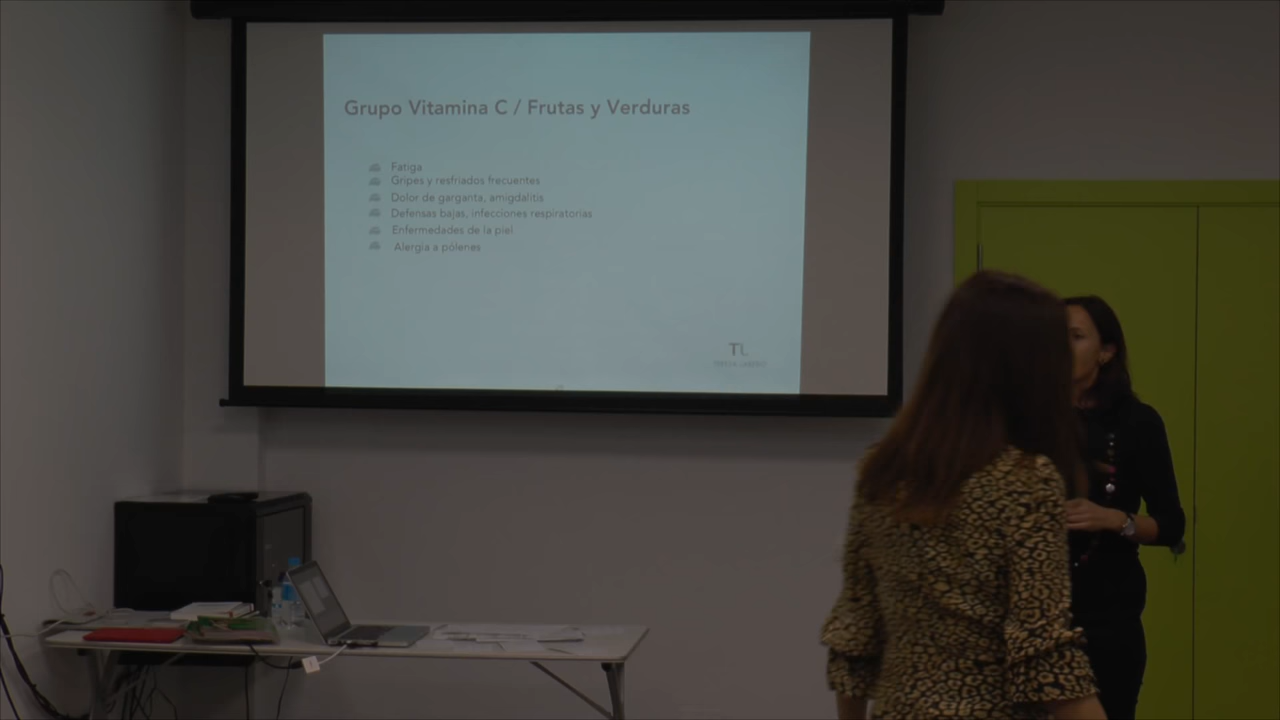 Grupo Vitamina C / Frutas y Verduras
Fatiga
Gripes y resfriados frecuentes
Dolor de garganta, amigdalitis
Defensas bajas, infecciones respiratorias
Enfermedades de la piel
Alergia a pólenes
TL